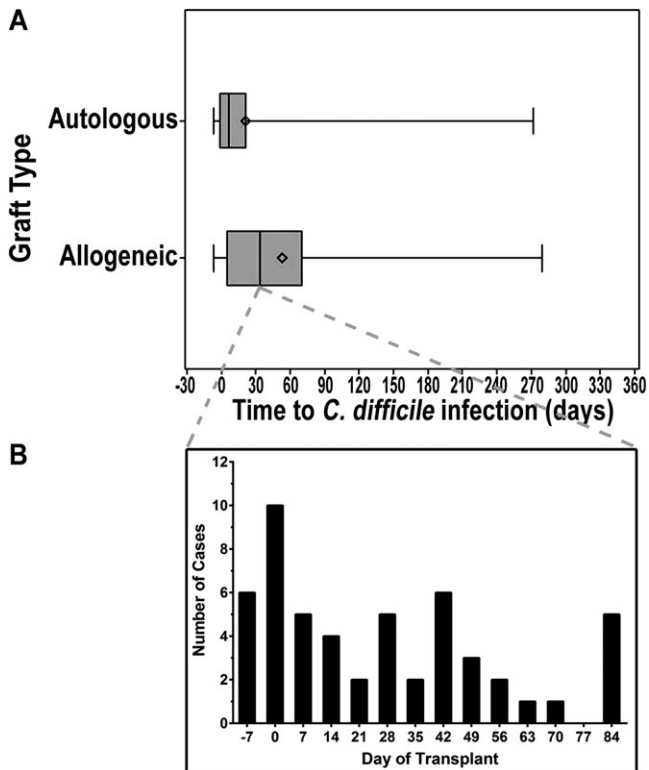 A
Graft Type
Autologous
Allogeneic
-30 0 30 60 90 120 150 180 210 240 270 300 330 360
Time to C. difficile infection (days)
B
Number of Cases
12
10
8
6
4
2
0
-7 0 7 14 21 28 35 42 49 56 63 70 77 84
Day of Transplant